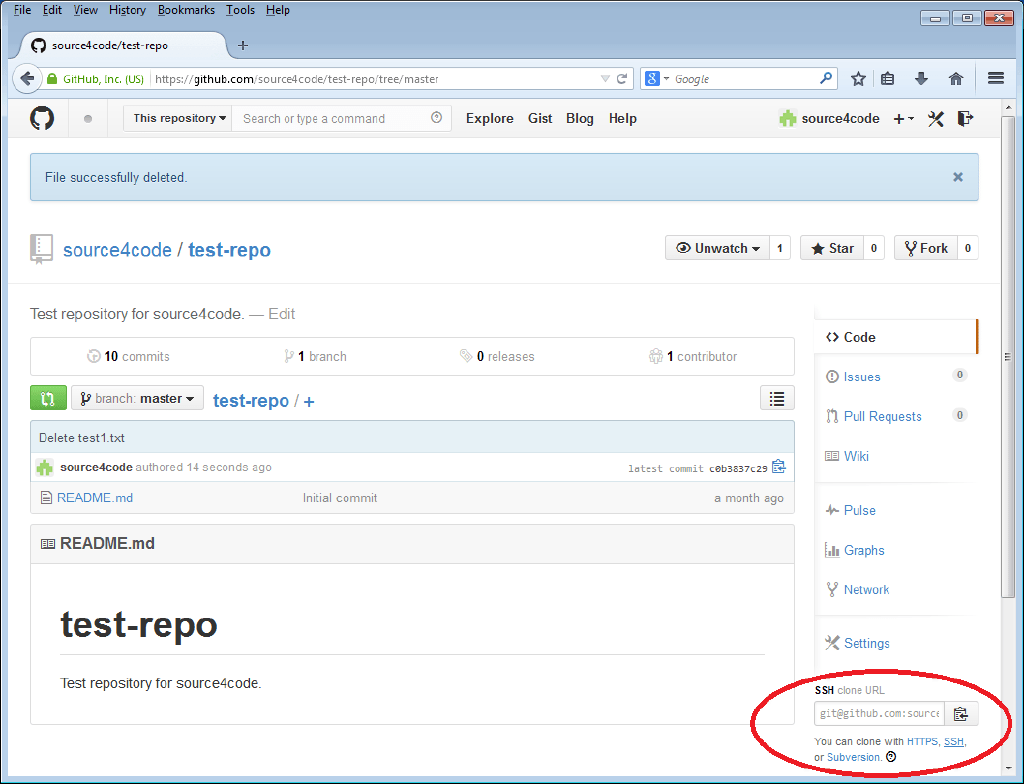 File Edit View History Bookmarks Tools Help
source4code/test-repo +
GitHub, Inc. (US) https://github.com/source4code/test-repo/tree/master Google
This repository Search or type a command Explore Gist Blog Help source4code
File successfully deleted.
source4code / test-repo Unwatch 1 Star 0 Fork 0
Test repository for source4code. — Edit
Code
10 commits 1 branch 0 releases 1 contributor
Issues 0
branch: master test-repo / +
Pull Requests 0
Delete test1.txt
Wiki
source4code authored 14 seconds ago latest commit c0b3837c29
README.md Initial commit a month ago
Pulse
README.md
Graphs
Network
test-repo
Settings
Test repository for source4code.
SSH clone URL
git@github.com:source
You can clone with HTTPS, SSH,
or Subversion.